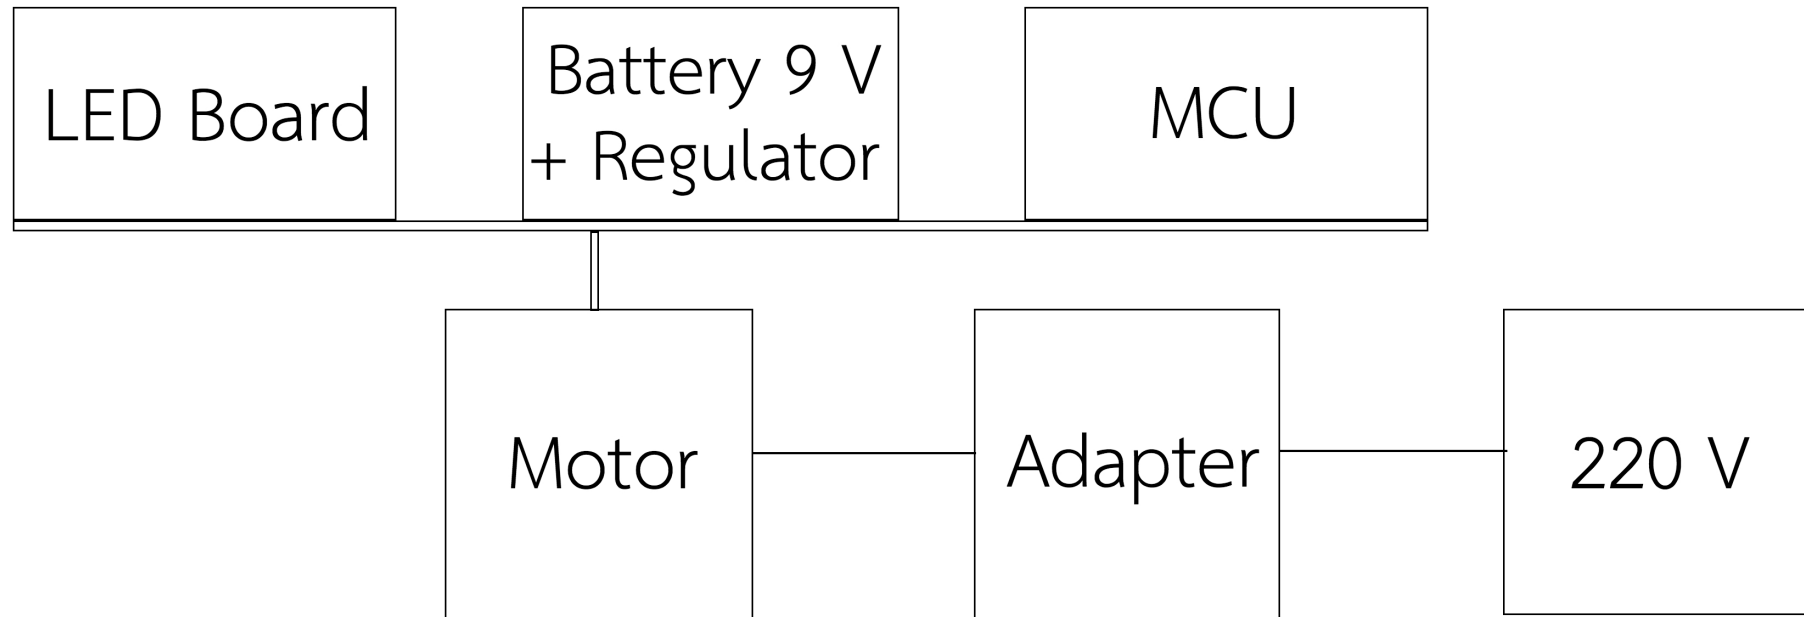 LED Board
Battery 9 V
+ Regulator
MCU
Motor
Adapter
220 V